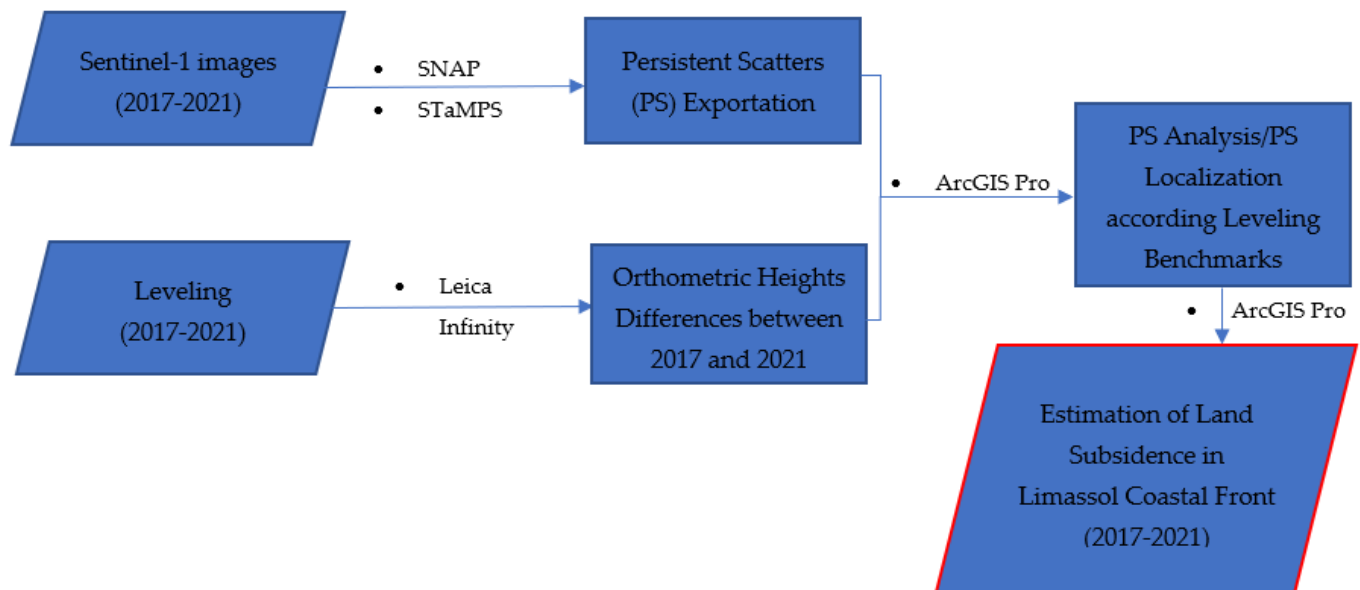 Sentinel-1 images
(2017-2021)
• SNAP
• STaMPS
Persistent Scatters
(PS) Exportation
Leveling
(2017-2021)
• Leica
Infinity
Orthometric Heights
Differences between
2017 and 2021
• ArcGIS Pro
PS Analysis/PS
Localization
according Leveling
Benchmarks
• ArcGIS Pro
Estimation of Land
Subsidence in
Limassol Coastal Front
(2017-2021)